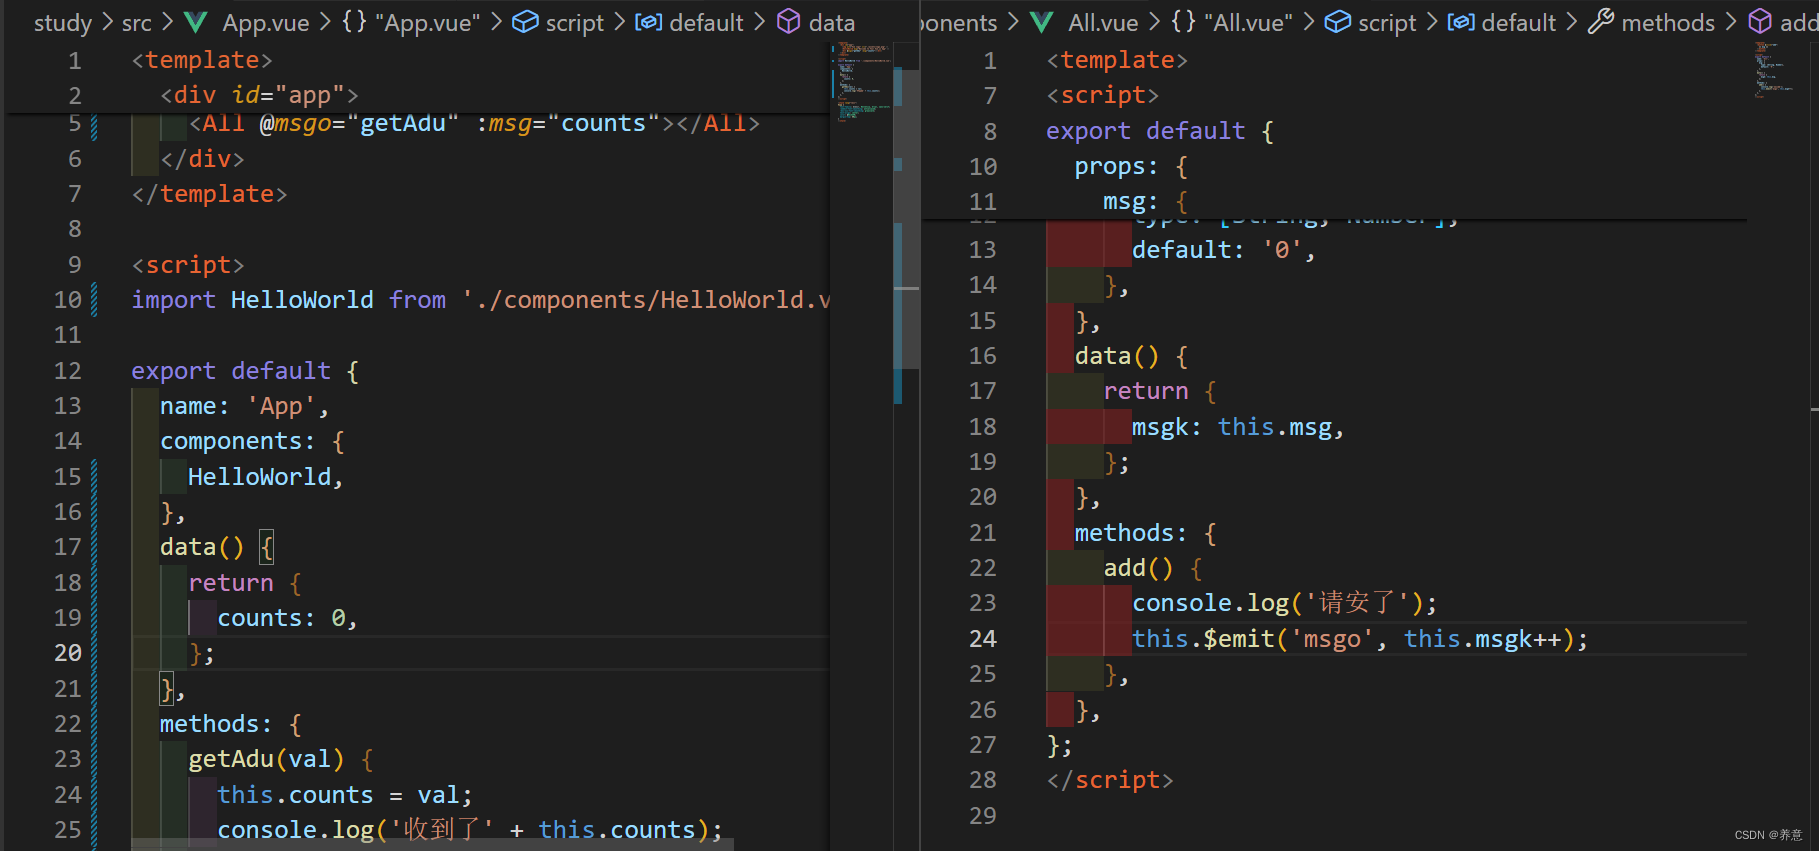 study > src > App.vue > {} "App.vue" > script > default > data
1 <template>
2 <div id="app">
5 <All @msgo="getAdu" :msg="counts"></All>
6 </div>
7 </template>
8
9 <script>
10 import HelloWorld from './components/HelloWorld.v
11
12 export default {
13 name: 'App',
14 components: {
15 HelloWorld,
16 },
17 data() {
18 return {
19 counts: 0,
20 };
21 },
22 methods: {
23 getAdu(val) {
24 this.counts = val;
25 console.log('收到了' + this.counts);
ponents > All.vue > {} "All.vue" > script > default > methods > add
1 <template>
7 <script>
8 export default {
10 props: {
11 msg: {
12 type: [String, Number],
13 default: '0',
14 },
15 },
16 data() {
17 return {
18 msgk: this.msg,
19 };
20 },
21 methods: {
22 add() {
23 console.log('请安了');
24 this.$emit('msgo', this.msgk++);
25 },
26 },
27 };
28 </script>
29
CSDN @养意